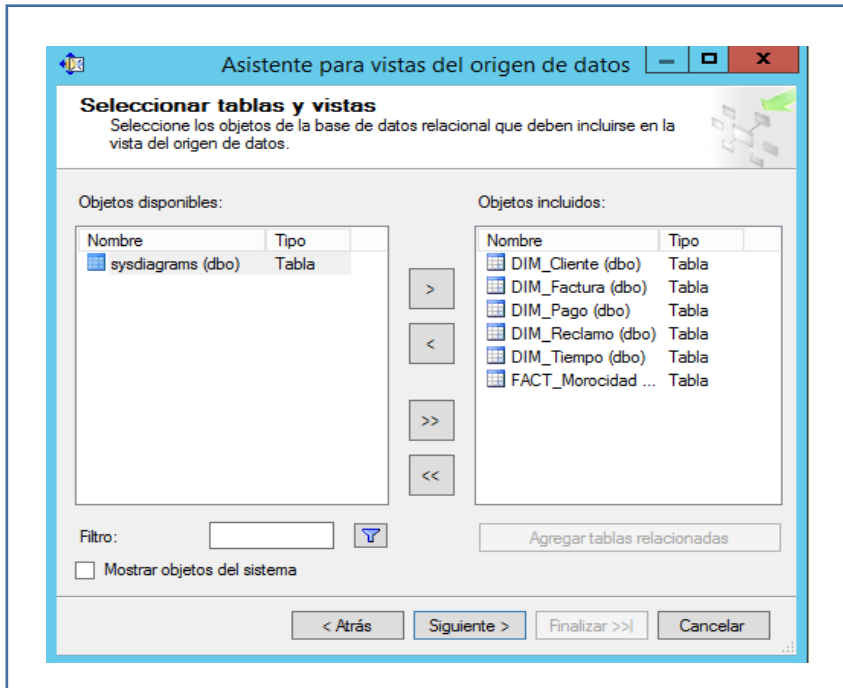 Asistente para vistas del origen de datos
Seleccionar tablas y vistas
Seleccione los objetos de la base de datos relacional que deben incluirse en la
vista del origen de datos.
Objetos disponibles:
Nombre Tipo
sysdiagrams (dbo) Tabla
>
<
>>
<<
Objetos incluidos:
Nombre Tipo
DIM_Cliente (dbo) Tabla
DIM_Factura (dbo) Tabla
DIM_Pago (dbo) Tabla
DIM_Reclamo (dbo) Tabla
DIM_Tiempo (dbo) Tabla
FACT_Morocidad ... Tabla
Filtro:
Agregar tablas relacionadas
Mostrar objetos del sistema
< Atrás
Siguiente >
Finalizar >>|
Cancelar